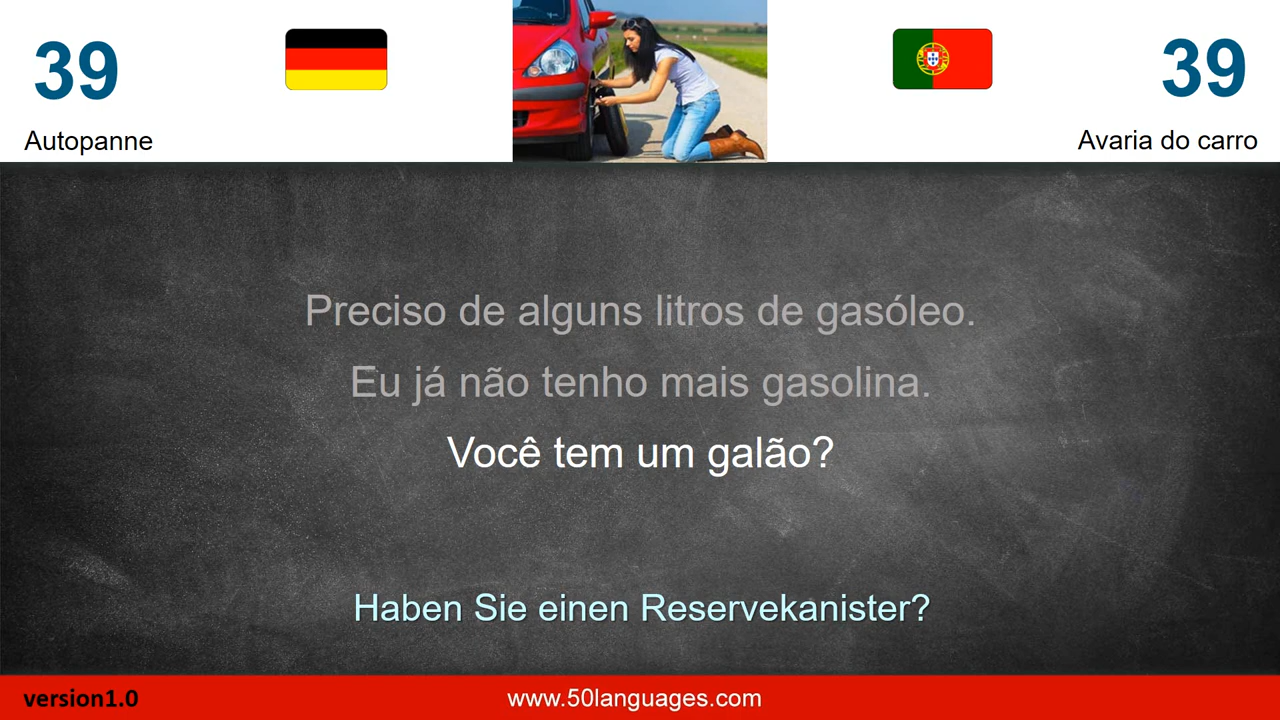 39
39
Autopanne
Avaria do carro
Preciso de alguns litros de gasóleo.
Eu já não tenho mais gasolina.
Você tem um galão?
Haben Sie einen Reservekanister?
version1.0
www.50languages.com